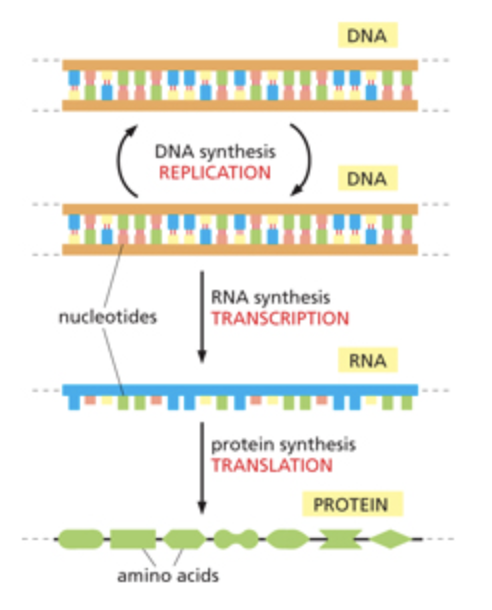 DNA
DNA synthesis
REPLICATION
DNA
nucleotides
RNA synthesis
TRANSCRIPTION
RNA
protein synthesis
TRANSLATION
PROTEIN
amino acids